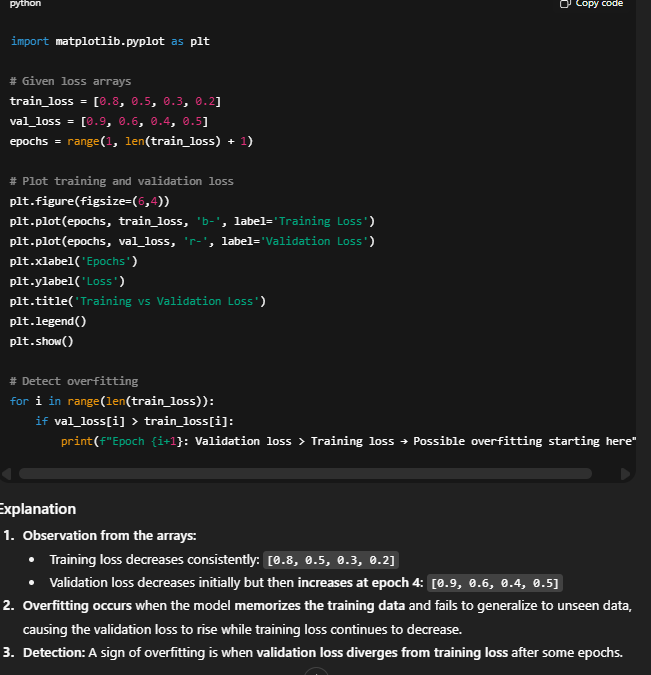 python Copy code
import matplotlib.pyplot as plt
# Given loss arrays
train_loss = [0.8, 0.5, 0.3, 0.2]
val_loss = [0.9, 0.6, 0.4, 0.5]
epochs = range(1, len(train_loss) + 1)
# Plot training and validation loss
plt.figure(figsize=(6,4))
plt.plot(epochs, train_loss, 'b-', label='Training Loss')
plt.plot(epochs, val_loss, 'r-', label='Validation Loss')
plt.xlabel('Epochs')
plt.ylabel('Loss')
plt.title('Training vs Validation Loss')
plt.legend()
plt.show()
# Detect overfitting
for i in range(len(train_loss)):
    if val_loss[i] > train_loss[i]:
        print(f"Epoch {i+1}: Validation loss > Training loss → Possible overfitting starting here"
Explanation
1. Observation from the arrays:
• Training loss decreases consistently: [0.8, 0.5, 0.3, 0.2]
• Validation loss decreases initially but then increases at epoch 4: [0.9, 0.6, 0.4, 0.5]
2. Overfitting occurs when the model memorizes the training data and fails to generalize to unseen data,
causing the validation loss to rise while training loss continues to decrease.
3. Detection: A sign of overfitting is when validation loss diverges from training loss after some epochs.